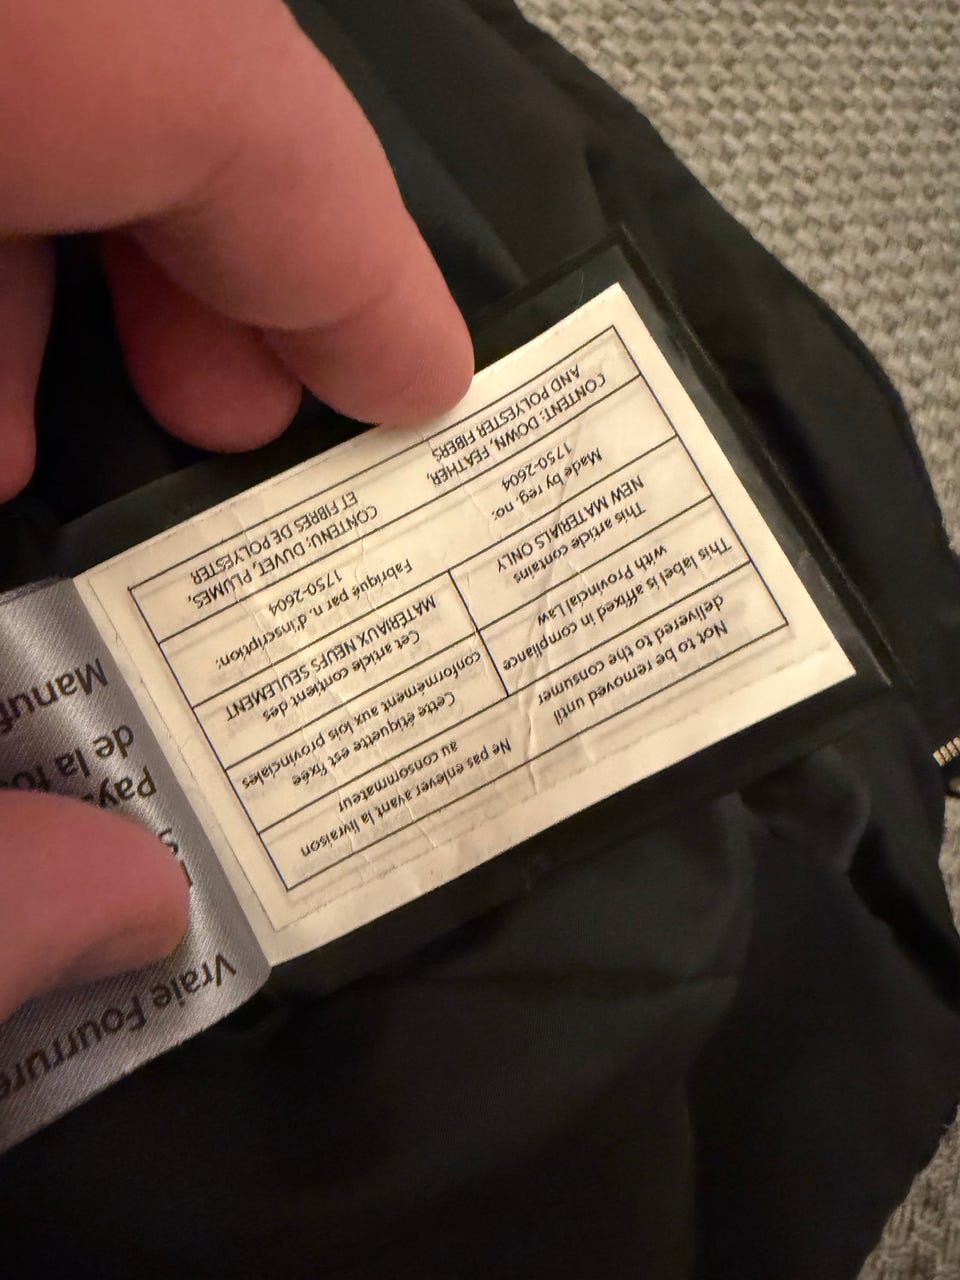 Not to be removed until
delivered to the consumer
Ne pas enlever avant la livraison
au consommateur
This label is affixed in compliance
with Provincial Law
Cette étiquette est fixée
conformément aux lois provinciales
This article contains
NEW MATERIALS ONLY
Cet article contient des
MATERIAUX NEUFS SEULEMENT
Made by reg. no:
1750-2604
Fabriqué par n. d'inscription:
1750-2604
CONTENT: DOWN, FEATHER,
AND POLYESTER FIBERS
CONTENU: DUVET, PLUMES,
ET FIBRES DE POLYESTER
Vraie Fourrure
Pays
de la